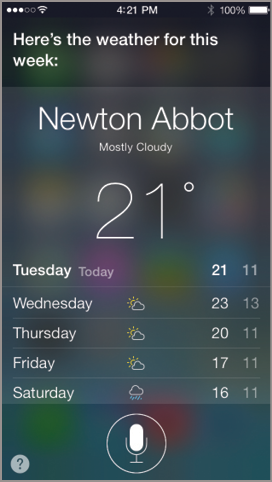 4:21 PM 100%
Here's the weather for this
week:
Newton Abbot
Mostly Cloudy
21°
Tuesday Today 21 11
Wednesday 23 13
Thursday 20 11
Friday 17 11
Saturday 16 11
?